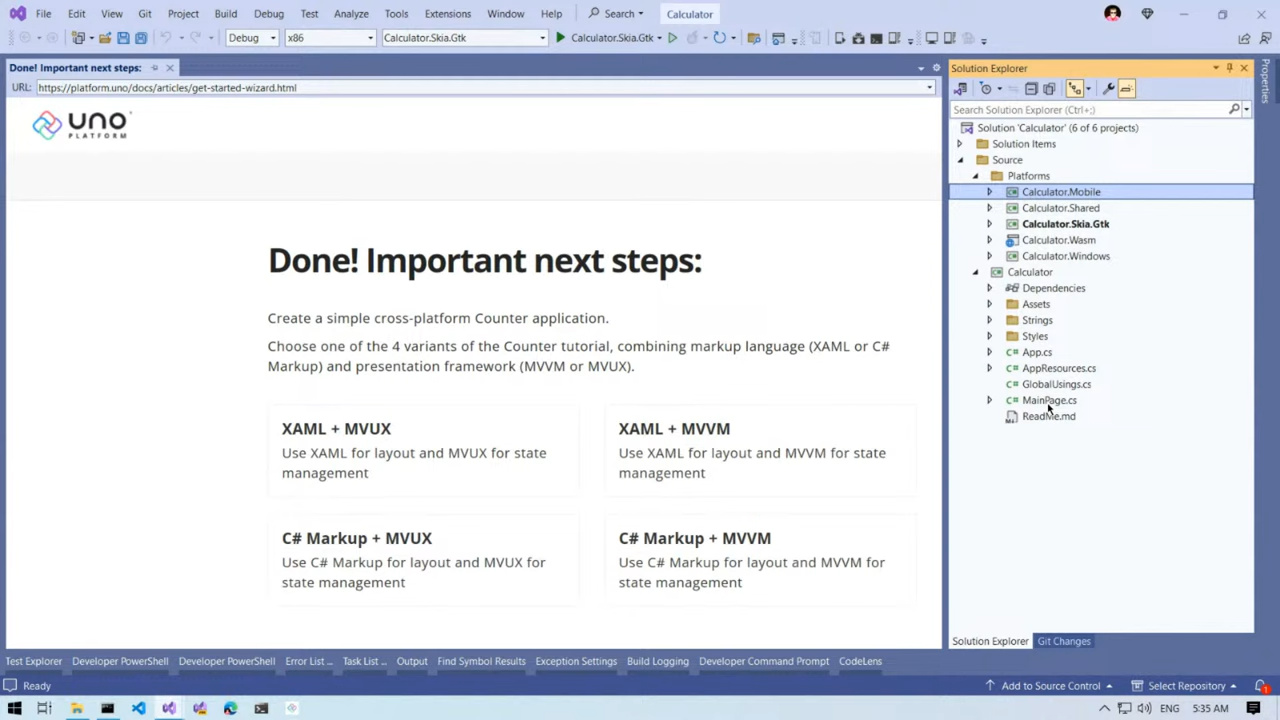 File Edit View Git Project Build Debug Test Analyze Tools Extensions Window Help Search Calculator
Debug x86 Calculator.Skia.Gtk Calculator.Skia.Gtk
Done! Important next steps:
URL: https://platform.uno/docs/articles/get-started-wizard.html
UNO
PLATFORM
Done! Important next steps:
Create a simple cross-platform Counter application.
Choose one of the 4 variants of the Counter tutorial, combining markup language (XAML or C#
Markup) and presentation framework (MVVM or MVUX).
XAML + MVUX
Use XAML for layout and MVUX for state
management
XAML + MVVM
Use XAML for layout and MVVM for state
management
C# Markup + MVUX
Use C# Markup for layout and MVUX for
state management
C# Markup + MVVM
Use C# Markup for layout and MVVM for
state management
Solution Explorer
Search Solution Explorer (Ctrl+;)
Solution 'Calculator' (6 of 6 projects)
Solution Items
Source
Platforms
Calculator.Mobile
Calculator.Shared
Calculator.Skia.Gtk
Calculator.Wasm
Calculator.Windows
Calculator
Dependencies
Assets
Strings
Styles
C# App.cs
C# AppResources.cs
C# GlobalUsings.cs
C# MainPage.cs
ReadMe.md
Solution Explorer Git Changes
Properties
Test Explorer Developer PowerShell Developer PowerShell Error List ... Task List ... Output Find Symbol Results Exception Settings Build Logging Developer Command Prompt CodeLens
Ready Add to Source Control Select Repository 1
ENG 5:35 AM